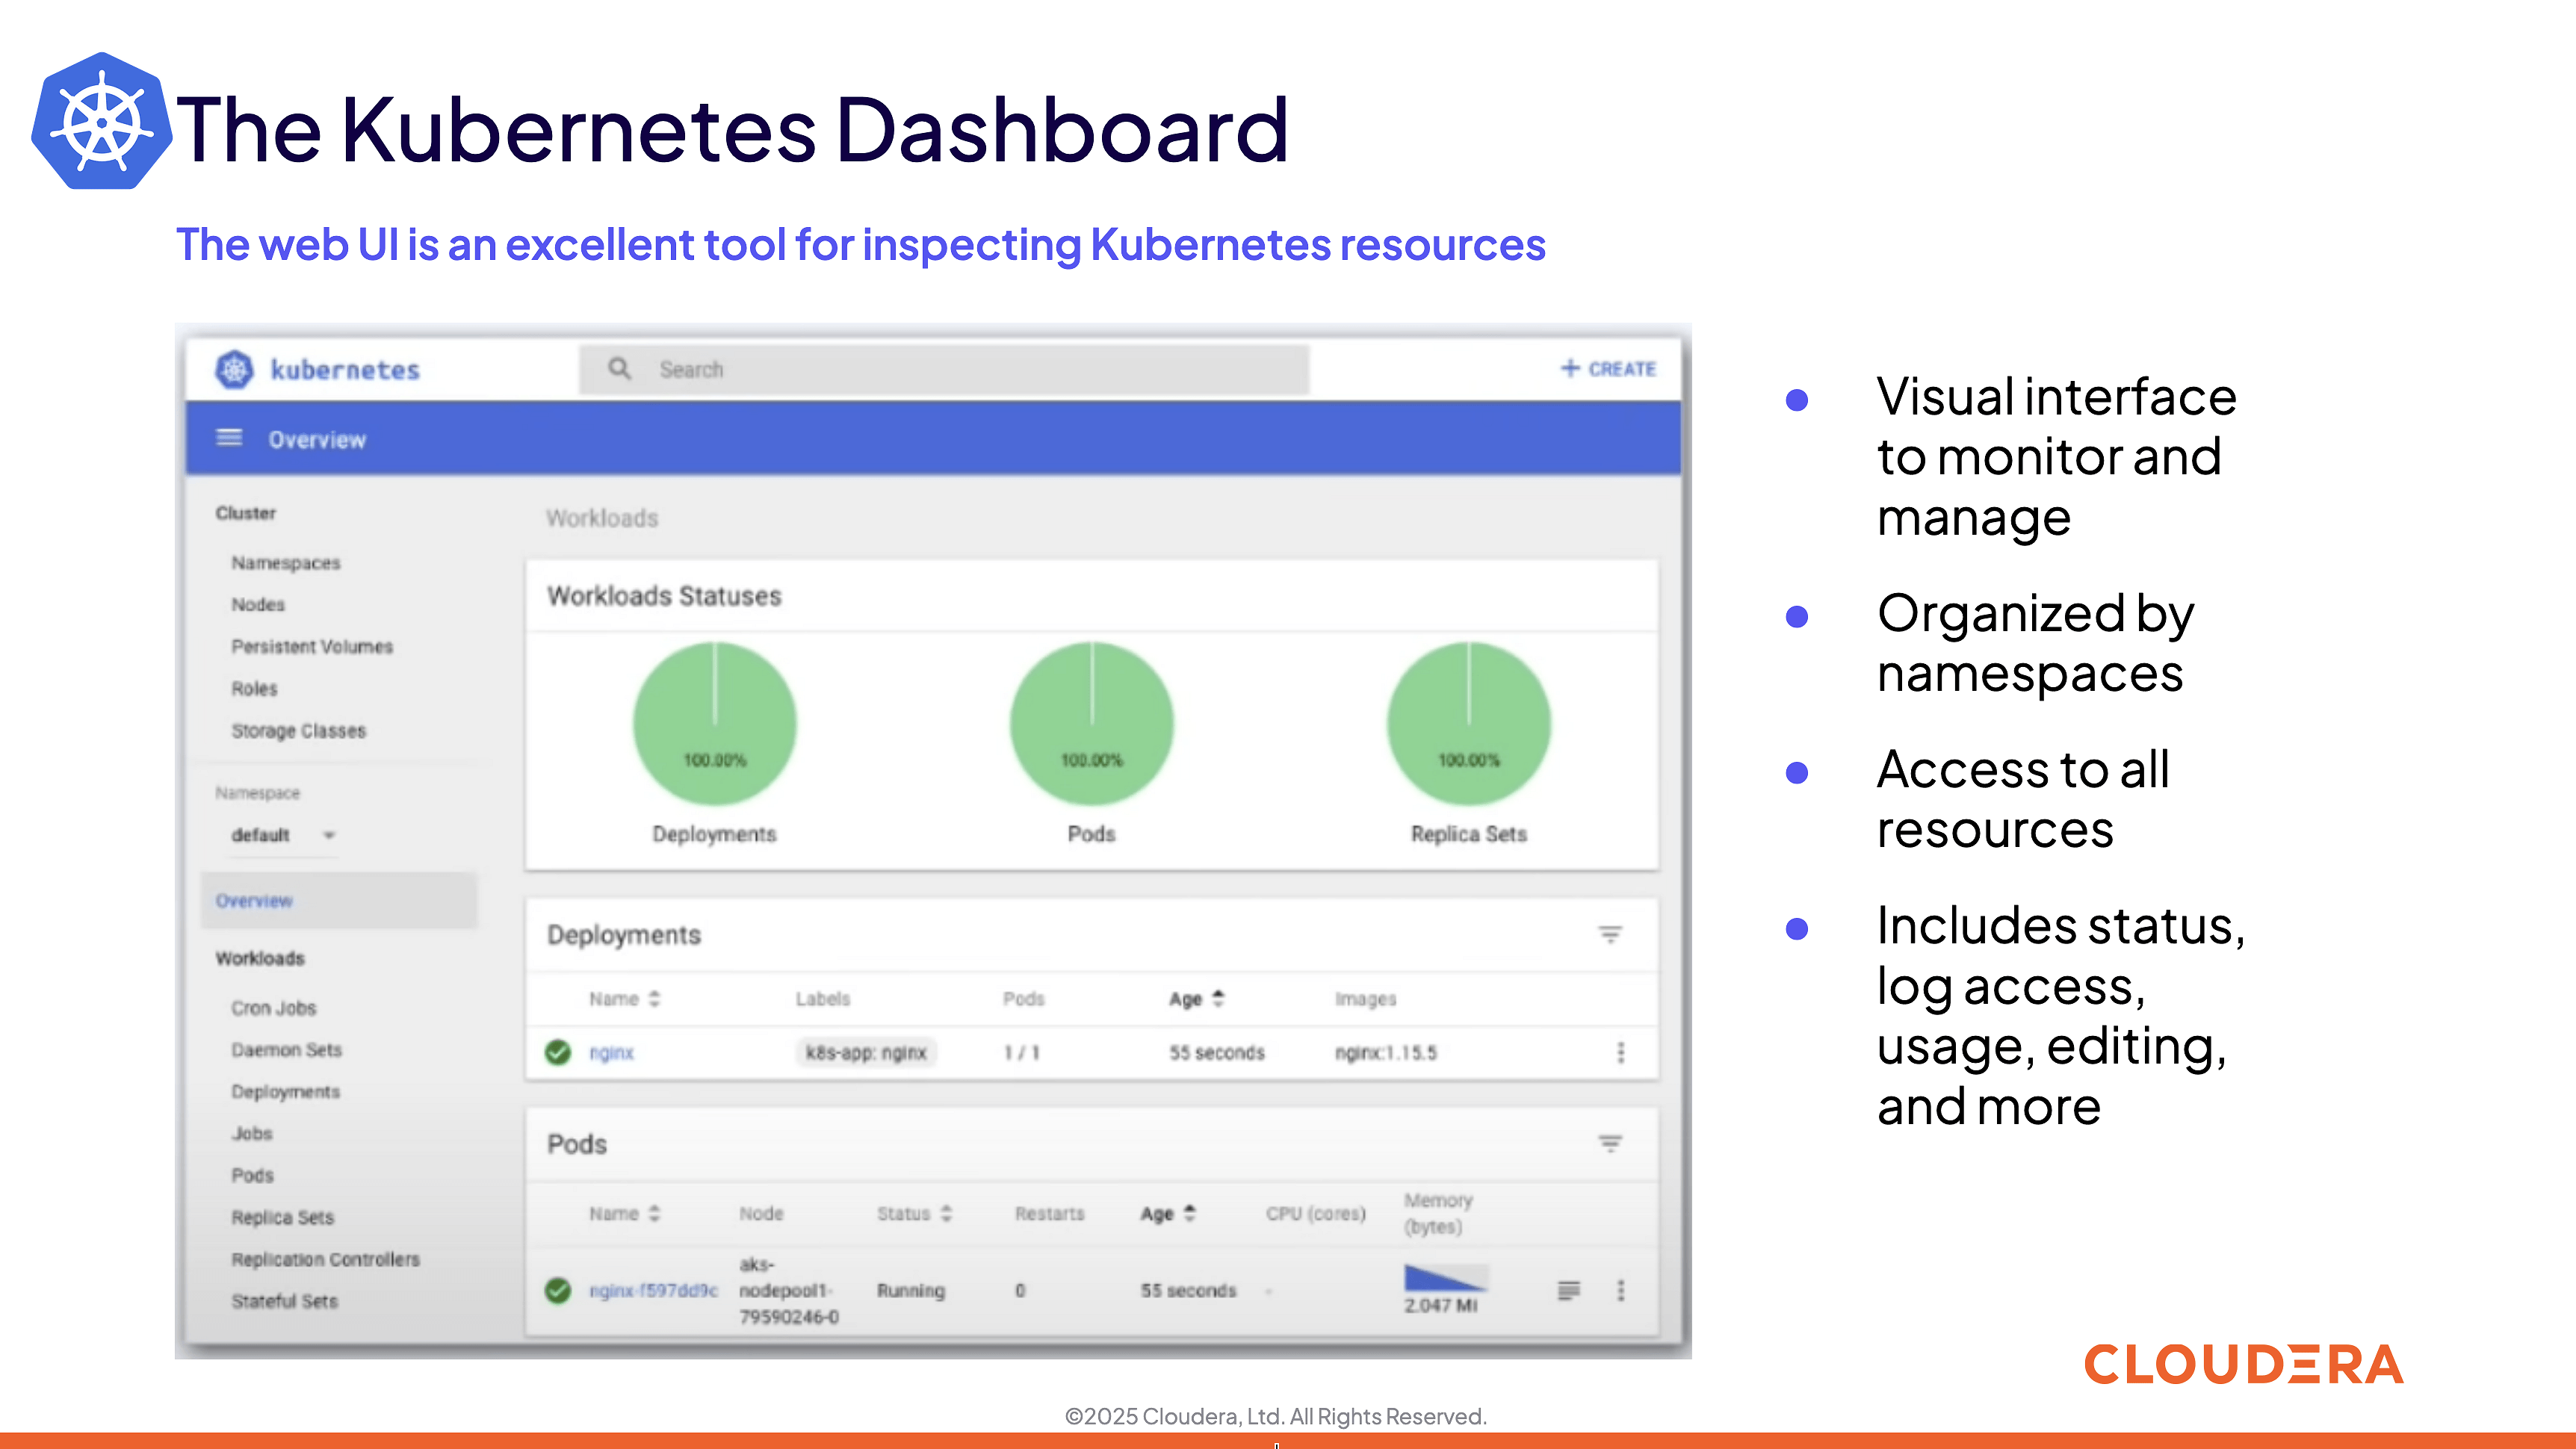 The Kubernetes Dashboard
The web UI is an excellent tool for inspecting Kubernetes resources
kubernetes
Search
CREATE
Overview
Cluster
Namespaces
Nodes
Persistent Volumes
Roles
Storage Classes
Namespace
default
Overview
Workloads
Cron Jobs
Daemon Sets
Deployments
Jobs
Pods
Replica Sets
Replication Controllers
Stateful Sets
Workloads
Workloads Statuses
100.00% 100.00% 100.00%
Deployments Pods Replica Sets
Deployments
Name Labels Pods Age Images
nginx k8s-app: nginx 1 / 1 55 seconds nginx:1.15.5
Pods
Name Node Status Restarts Age CPU (cores) Memory
(bytes)
aks-
nginx-f597dd9c nodepool1- Running 0 55 seconds -
79590246-0 2.047 Mi
Visual interface
to monitor and
manage
Organized by
namespaces
Access to all
resources
Includes status,
log access,
usage, editing,
and more
CLOUDERA
©2025 Cloudera, Ltd. All Rights Reserved.